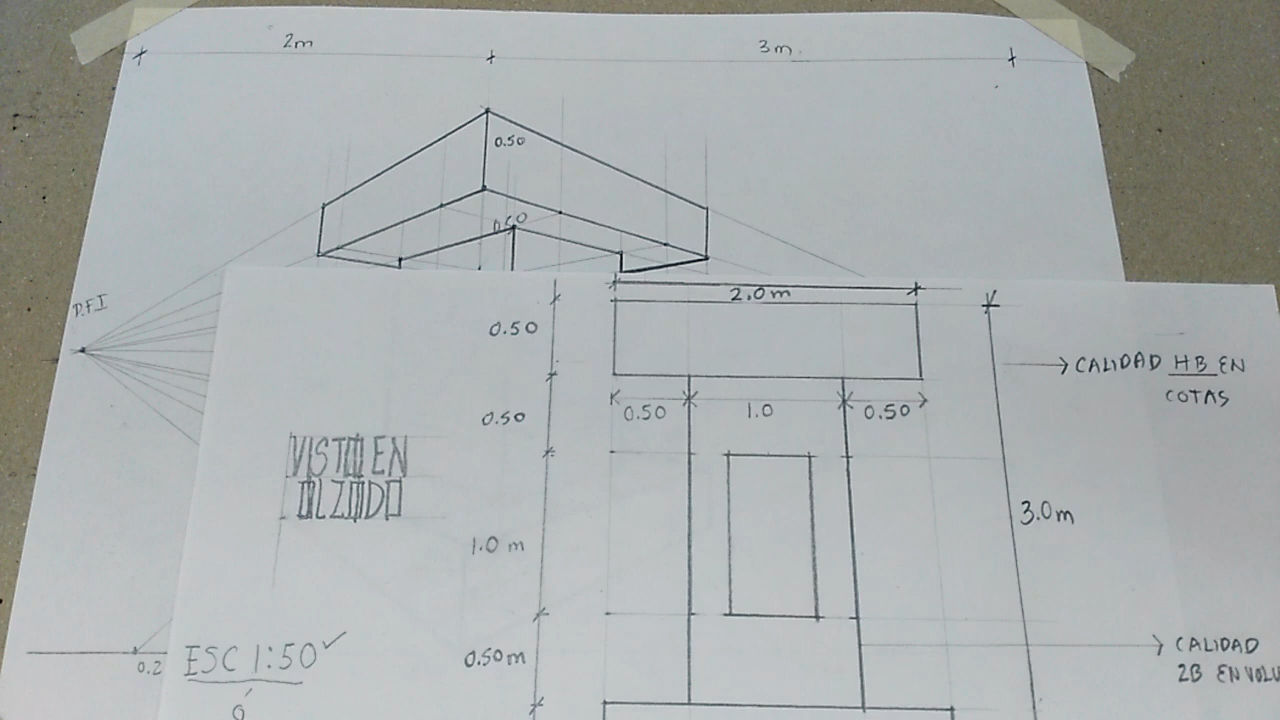 2m
3m.
0.50
P.F.I
2.0m
0.50
0.50
0.50
1.0
0.50
CALIDAD HB EN
COTAS
VISTA EN
ALZADO
1.0 m
3.0m
0.50m
CALIDAD
2B EN VOLU
0.2
ESC 1:50
ó